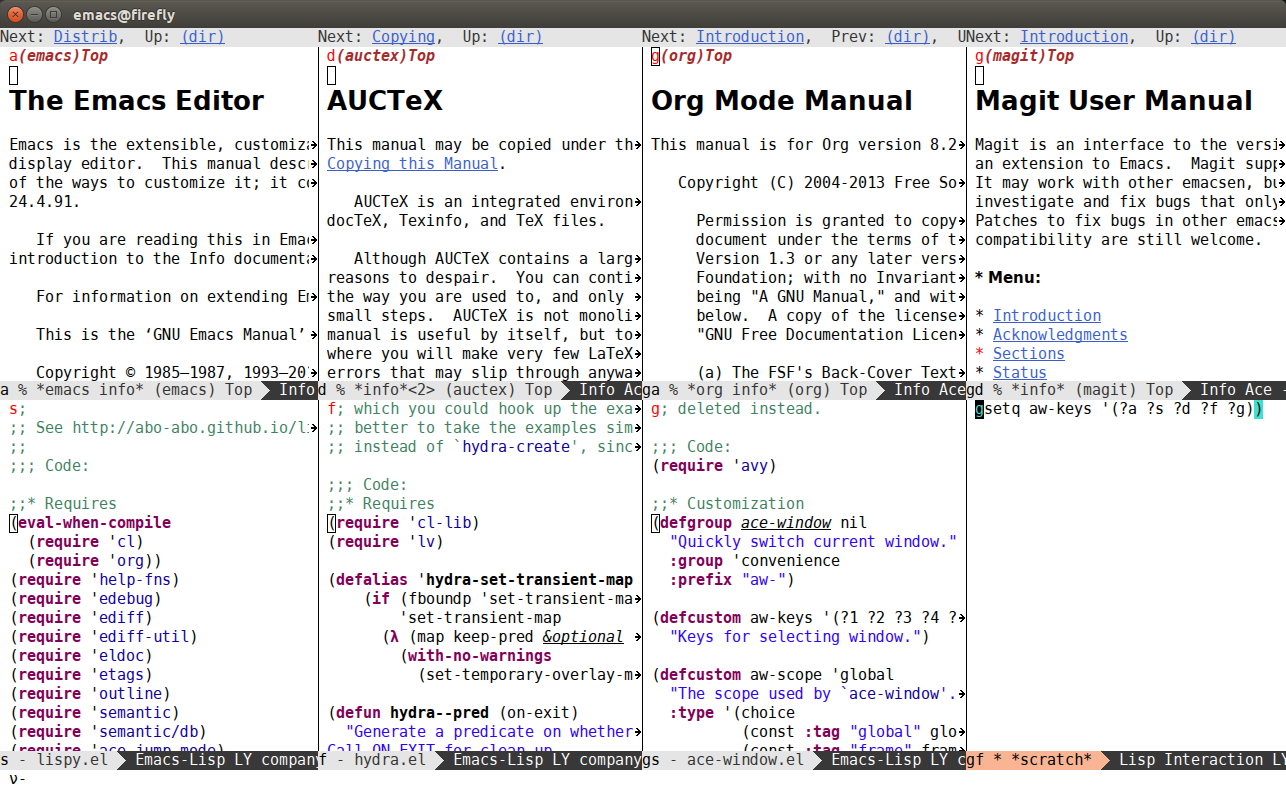 emacs@firefly
Next: Distrib, Up: (dir)
a(emacs)Top
The Emacs Editor
Emacs is the extensible, customiz
display editor. This manual desc
of the ways to customize it; it c
24.4.91.
If you are reading this in Ema
introduction to the Info document
For information on extending E
This is the ‘GNU Emacs Manual’
Copyright © 1985–1987, 1993–20
a % *emacs info* (emacs) Top Info
Next: Copying, Up: (dir)
d(auctex)Top
AUCTeX
This manual may be copied under th
Copying this Manual.
AUCTeX is an integrated environ
docTeX, Texinfo, and TeX files.
Although AUCTeX contains a larg
reasons to despair. You can conti
the way you are used to, and only
small steps. AUCTeX is not monoli
manual is useful by itself, but to
where you will make very few LaTeX
errors that may slip through anywa
d % *info*<2> (auctex) Top Info Ac
Next: Introduction, Prev: (dir), U
g(org)Top
Org Mode Manual
This manual is for Org version 8.2
Copyright (C) 2004-2013 Free So
Permission is granted to copy
document under the terms of t
Version 1.3 or any later vers
Foundation; with no Invariant
being "A GNU Manual," and wit
below. A copy of the license
"GNU Free Documentation Licen
(a) The FSF's Back-Cover Text
ga % *org info* (org) Top Info Ace
Next: Introduction, Up: (dir)
g(magit)Top
Magit User Manual
Magit is an interface to the versi
an extension to Emacs. Magit supp
It may work with other emacsen, bu
investigate and fix bugs that only
Patches to fix bugs in other emacs
compatibility are still welcome.
* Menu:
* Introduction
* Acknowledgments
* Sections
* Status
gd % *info* (magit) Top Info Ace -
s;
;; See http://abo-abo.github.io/l
;;
;;; Code:
;;* Requires
(eval-when-compile
(require 'cl)
(require 'org))
(require 'help-fns)
(require 'edebug)
(require 'ediff)
(require 'ediff-util)
(require 'eldoc)
(require 'etags)
(require 'outline)
(require 'semantic)
(require 'semantic/db)
(require 'ace-jump-mode)
s - lispy.el Emacs-Lisp LY company
f; which you could hook up the exa
;; better to take the examples sim
;; instead of `hydra-create', sinc
;;; Code:
;;* Requires
(require 'cl-lib)
(require 'lv)
(defalias 'hydra-set-transient-map
(if (fboundp 'set-transient-ma
'set-transient-map
(λ (map keep-pred &optional
(with-no-warnings
(set-temporary-overlay-m
(defun hydra--pred (on-exit)
"Generate a predicate on whether
Call ON-EXIT for clean-up
f - hydra.el Emacs-Lisp LY company
g; deleted instead.
;;; Code:
(require 'avy)
;;* Customization
(defgroup ace-window nil
"Quickly switch current window."
:group 'convenience
:prefix "aw-")
(defcustom aw-keys '(?1 ?2 ?3 ?4 ?
"Keys for selecting window.")
(defcustom aw-scope 'global
"The scope used by `ace-window'.
:type '(choice
(const :tag "global" glo
(const :tag "frame" fram
gs - ace-window.el Emacs-Lisp LY c
gsetq aw-keys '(?a ?s ?d ?f ?g))
gf * *scratch* Lisp Interaction LY
ν-